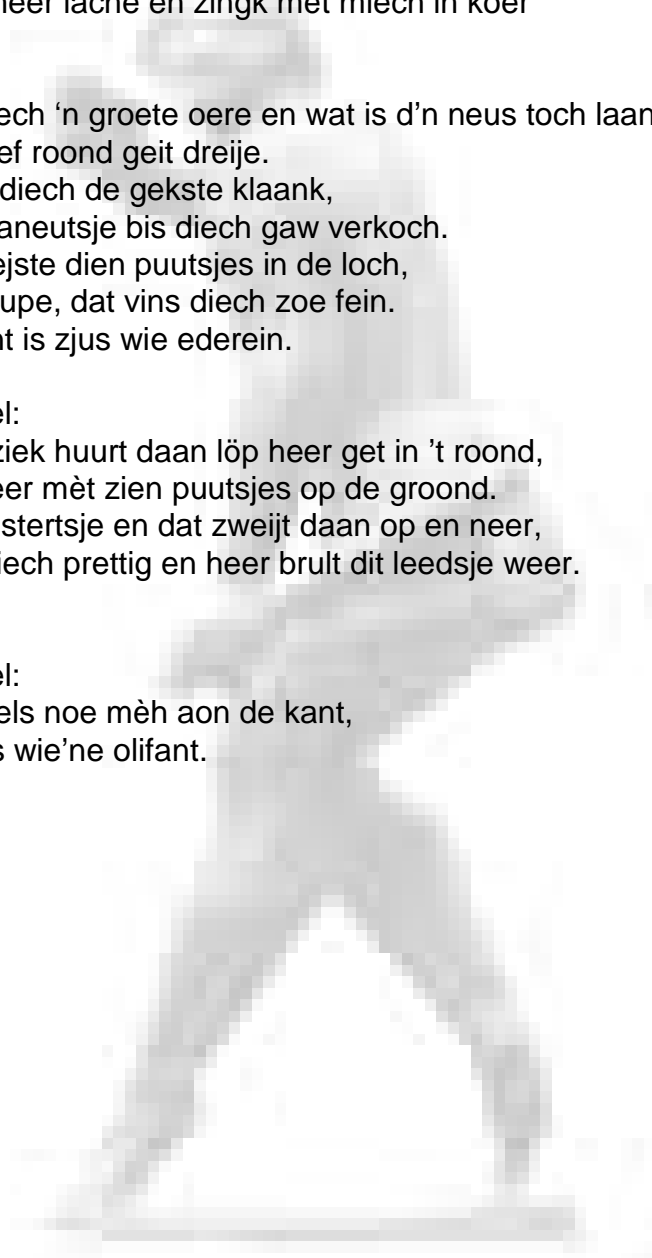 heer lache en zingk mèt miech in koer
ech ‘n groete oere en wat is d’n neus toch laan
ef roond geit dreije.
diech de gekste klaank,
aneutsje bis diech gaw verkoch.
ejste dien puutsjes in de loch,
upe, dat vins diech zoe fein.
nt is zjus wie ederein.
el:
ziek huurt daan löp heer get in ’t roond,
eer mèt zien puutsjes op de groond.
stertsje en dat zweijt daan op en neer,
iech prettig en heer brult dit leedsje weer.
el:
els noe mèh aon de kant,
s wie’ne olifant.